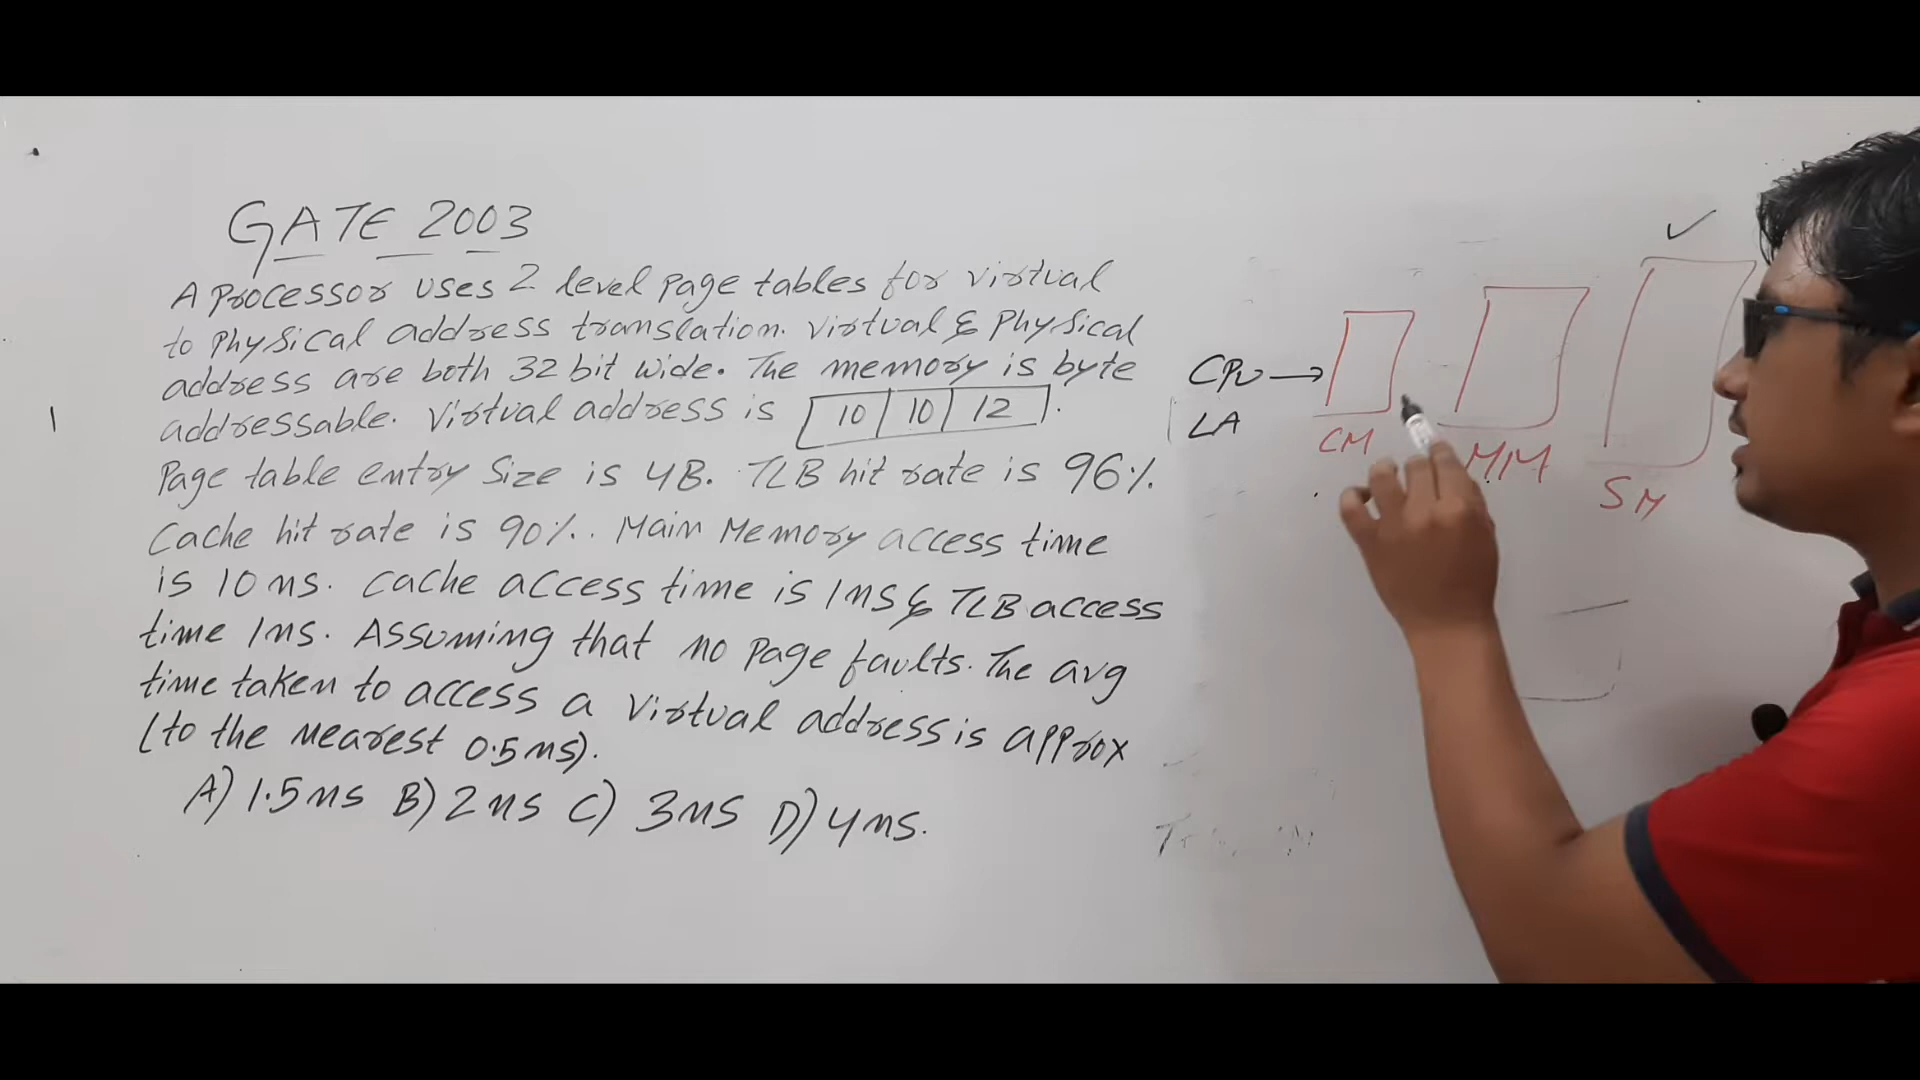 GATE 2003
A Processor uses 2 level page tables for virtual
to Physical address translation. Virtual & Physical
address are both 32 bit wide. The memory is byte
addressable. Virtual address is 10 10 12.
Page table entry Size is 4B. TLB hit rate is 96%.
Cache hit rate is 90%. Main Memory access time
is 10 ns. Cache access time is 1ns & TLB access
time 1ns. Assuming that no page faults. The avg
time taken to access a Virtual address is approx
(to the nearest 0.5ns).
A) 1.5ns B) 2ns C) 3ns D) 4ns.
CPU →
LA
CM
MM
SM